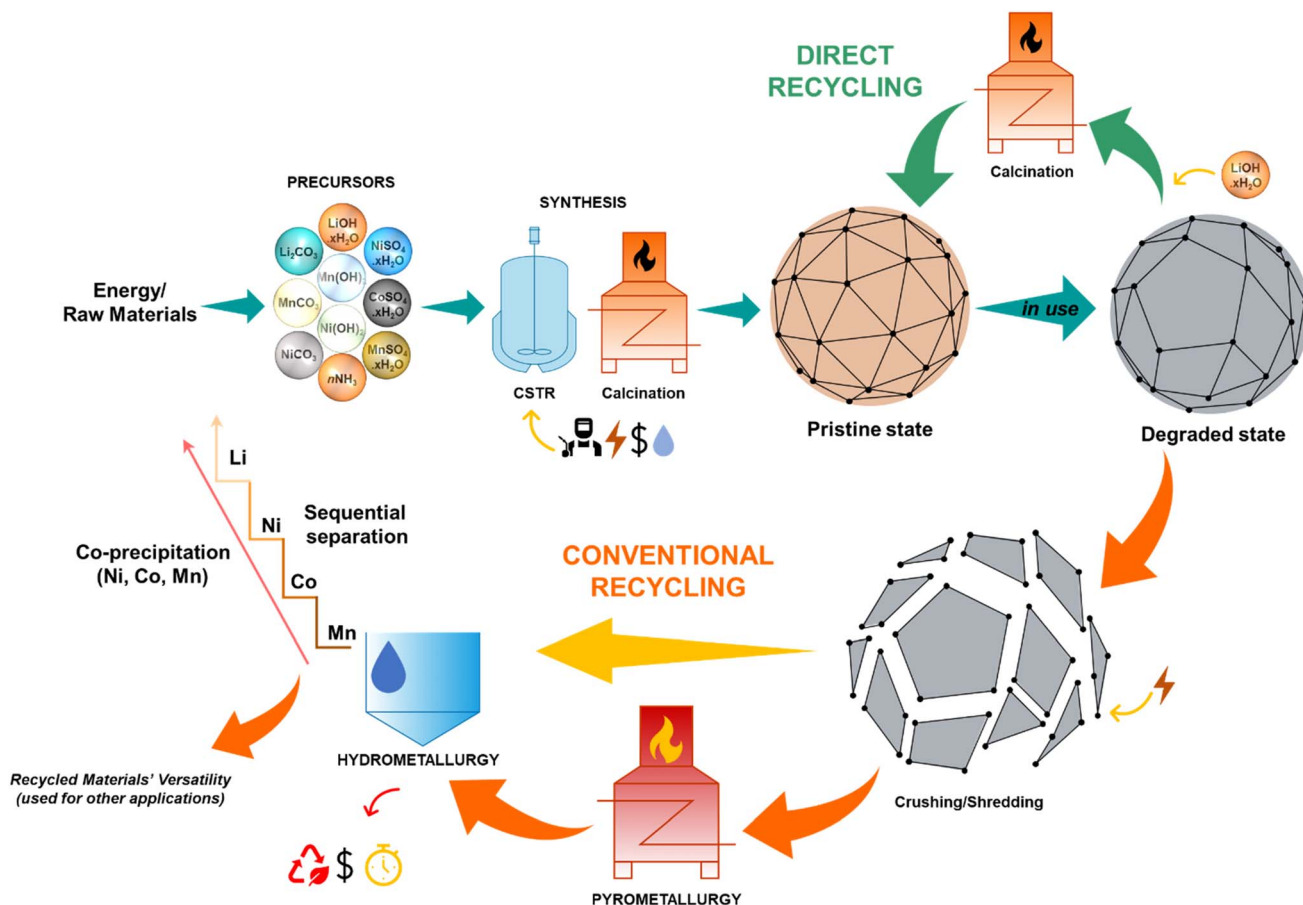 DIRECT
RECYCLING
Calcination
LiOH
.xH₂O
PRECURSORS
LiOH
.xH₂O
Li₂CO₃
NiSO₄
.xH₂O
Mn(OH)₂
MnCO₃
CoSO₄
.xH₂O
Ni(OH)₂
NiCO₃
MnSO₄
.xH₂O
nNH₃
SYNTHESIS
CSTR
Calcination
$
Energy/
Raw Materials
in use
Pristine state
Degraded state
Li
Ni
Co
Mn
Sequential
separation
Co-precipitation
(Ni, Co, Mn)
CONVENTIONAL
RECYCLING
Crushing/Shredding
HYDROMETALLURGY
$
PYROMETALLURGY
Recycled Materials' Versatility
(used for other applications)